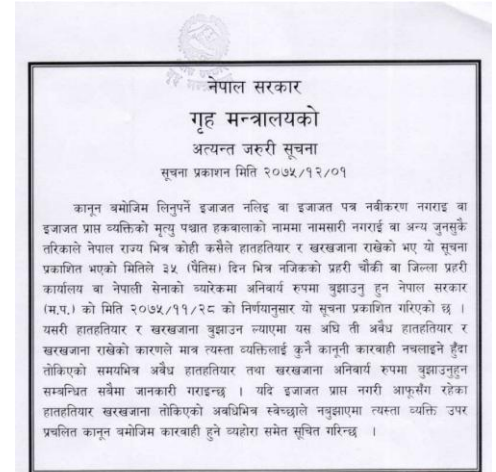 नेपाल सरकार
गृह मन्त्रालयको
अत्यन्त जरुरी सूचना
सूचना प्रकाशन मिति २०७५/१२/०१
कानून बमोजिम लिनुपर्ने इजाजत नलिइ वा इजाजत पत्र नवीकरण नगराइ वा
इजाजत प्राप्त व्यक्तिको मृत्यु पश्चात हकवालाको नाममा नामसारी नगराई वा अन्य जुनसुकै
तरिकाले नेपाल राज्य भित्र कोही कसैले हातहतियार र खरखजाना राखेको भए यो सूचना
प्रकाशित भएको मितिले ३५ (पैंतिस) दिन भित्र नजिकको प्रहरी चौकी वा जिल्ला प्रहरी
कार्यालय वा नेपाली सेनाको ब्यारेकमा अनिवार्य रुपमा बुझाउनु हुन नेपाल सरकार
(म.प.) को मिति २०७५/११/२८ को निर्णयानुसार यो सूचना प्रकाशित गरिएको छ ।
यसरी हातहतियार र खरखजाना बुझाउन ल्याएमा यस अघि ती अवैध हातहतियार र
खरखजाना राखेको कारणले मात्र त्यस्ता व्यक्तिलाई कुनै कानूनी कारवाही नचलाइने हुँदा
तोकिएको समयभित्र अवैध हातहतियार तथा खरखजाना अनिवार्य रुपमा बुझाउनुहुन
सम्बन्धित सबैमा जानकारी गराइन्छ । यदि इजाजत प्राप्त नगरी आफूसँग रहेका
हातहतियार खरखजाना तोकिएको अवधिभित्र स्वेच्छाले नबुझाएमा त्यस्ता व्यक्ति उपर
प्रचलित कानून बमोजिम कारवाही हुने व्यहोरा समेत सूचित गरिन्छ ।